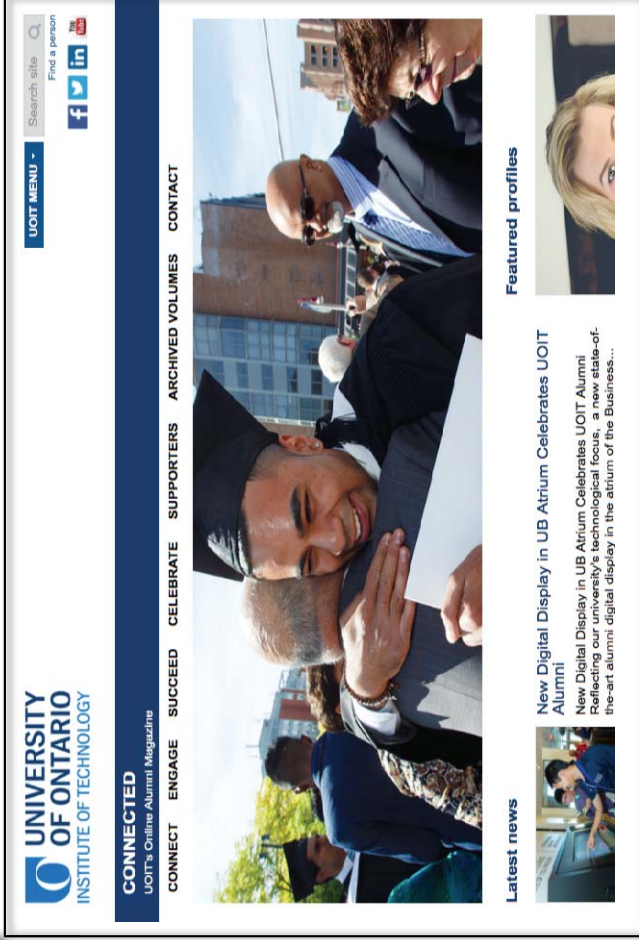 UNIVERSITY
OF ONTARIO
INSTITUTE OF TECHNOLOGY
UOIT MENU
Search site
Find a person
f in You Tube
CONNECTED
UOIT's Online Alumni Magazine
CONNECT ENGAGE SUCCEED CELEBRATE SUPPORTERS ARCHIVED VOLUMES CONTACT
Latest news
New Digital Display in UB Atrium Celebrates UOIT
Alumni
New Digital Display in UB Atrium Celebrates UOIT Alumni
Reflecting our university's technological focus, a new state-of-
the-art alumni digital display in the atrium of the Business...
Featured profiles